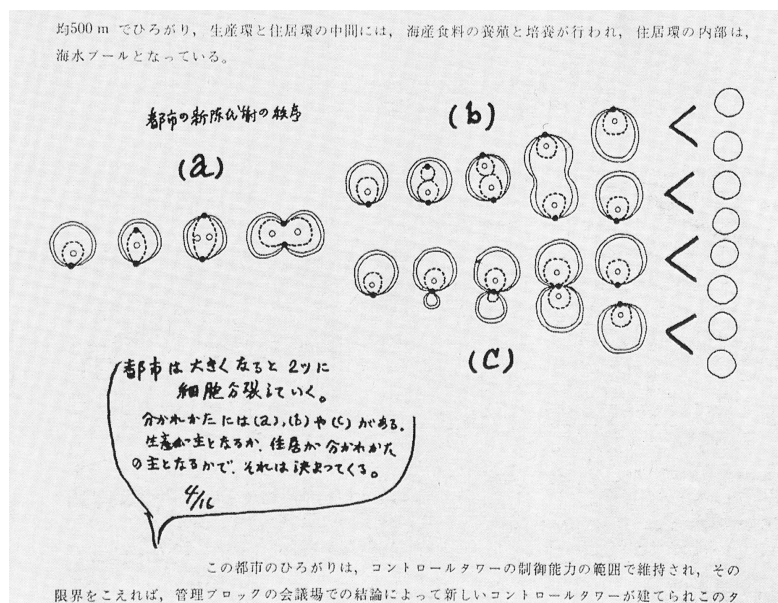 均500 m でひろがり，生産環と住居環の中間には，海産食料の養殖と培養が行われ，住居環の内部は，
海水プールとなっている。
都市の新陳代謝の秩序
(a)
(b)
(c)
都市は大きくなると2ツに
細胞分裂していく。
分かれかたには(a),(b)や(c)がある.
生産が主となるか、住居が分かれかた
の主となるかで、それは決まってくる。
4/16
この都市のひろがりは，コントロールタワーの制御能力の範囲で維持され，その
限界をこえれば，管理ブロックの会議場での結論によって新しいコントロールタワーが建てられこのタ